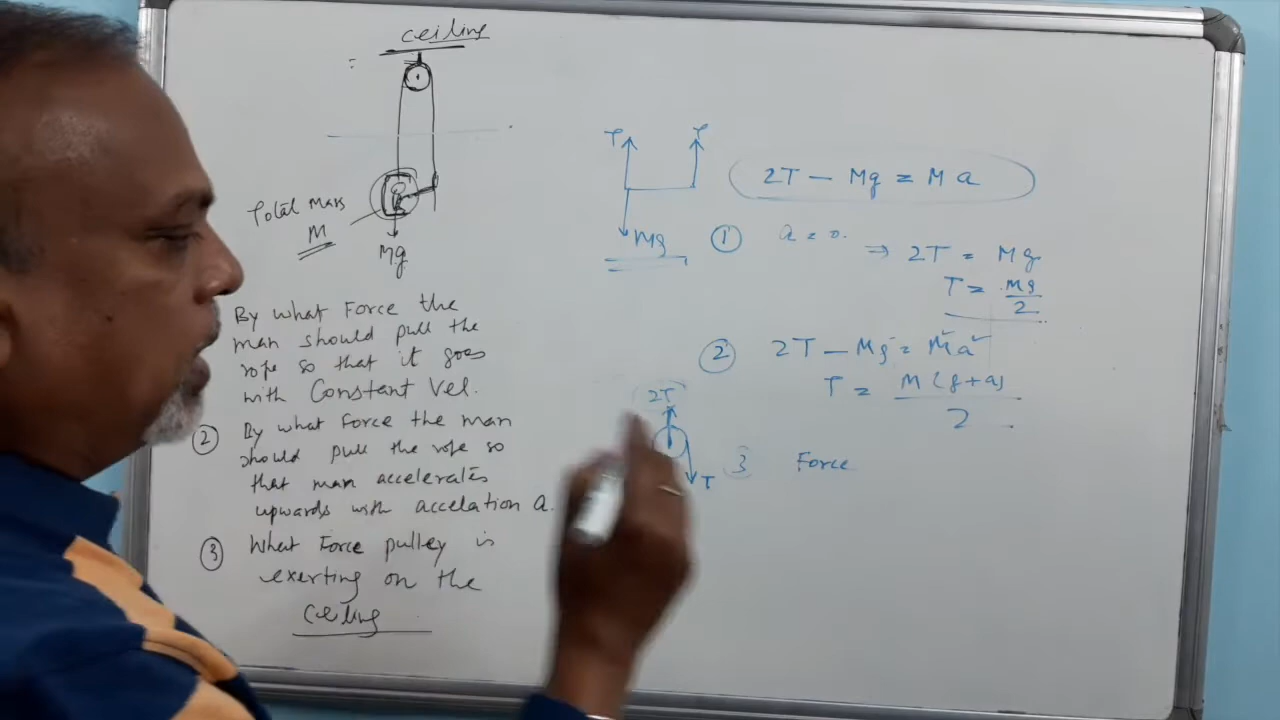 ceiling
Total Mass
M
Mg
By what Force the
man should pull the
rope so that it goes
with Constant Vel.
② By what Force the man
should pull the rope so
that man accelerates
upwards with accelation a.
③ What Force pulley is
exerting on the
ceiling
T T
Mg
2T - Mg = Ma
① a = 0.
⇒ 2T = Mg
T = Mg/2
② 2T - Mg = Ma
T = M(g+a)/2
2T
T
3 Force